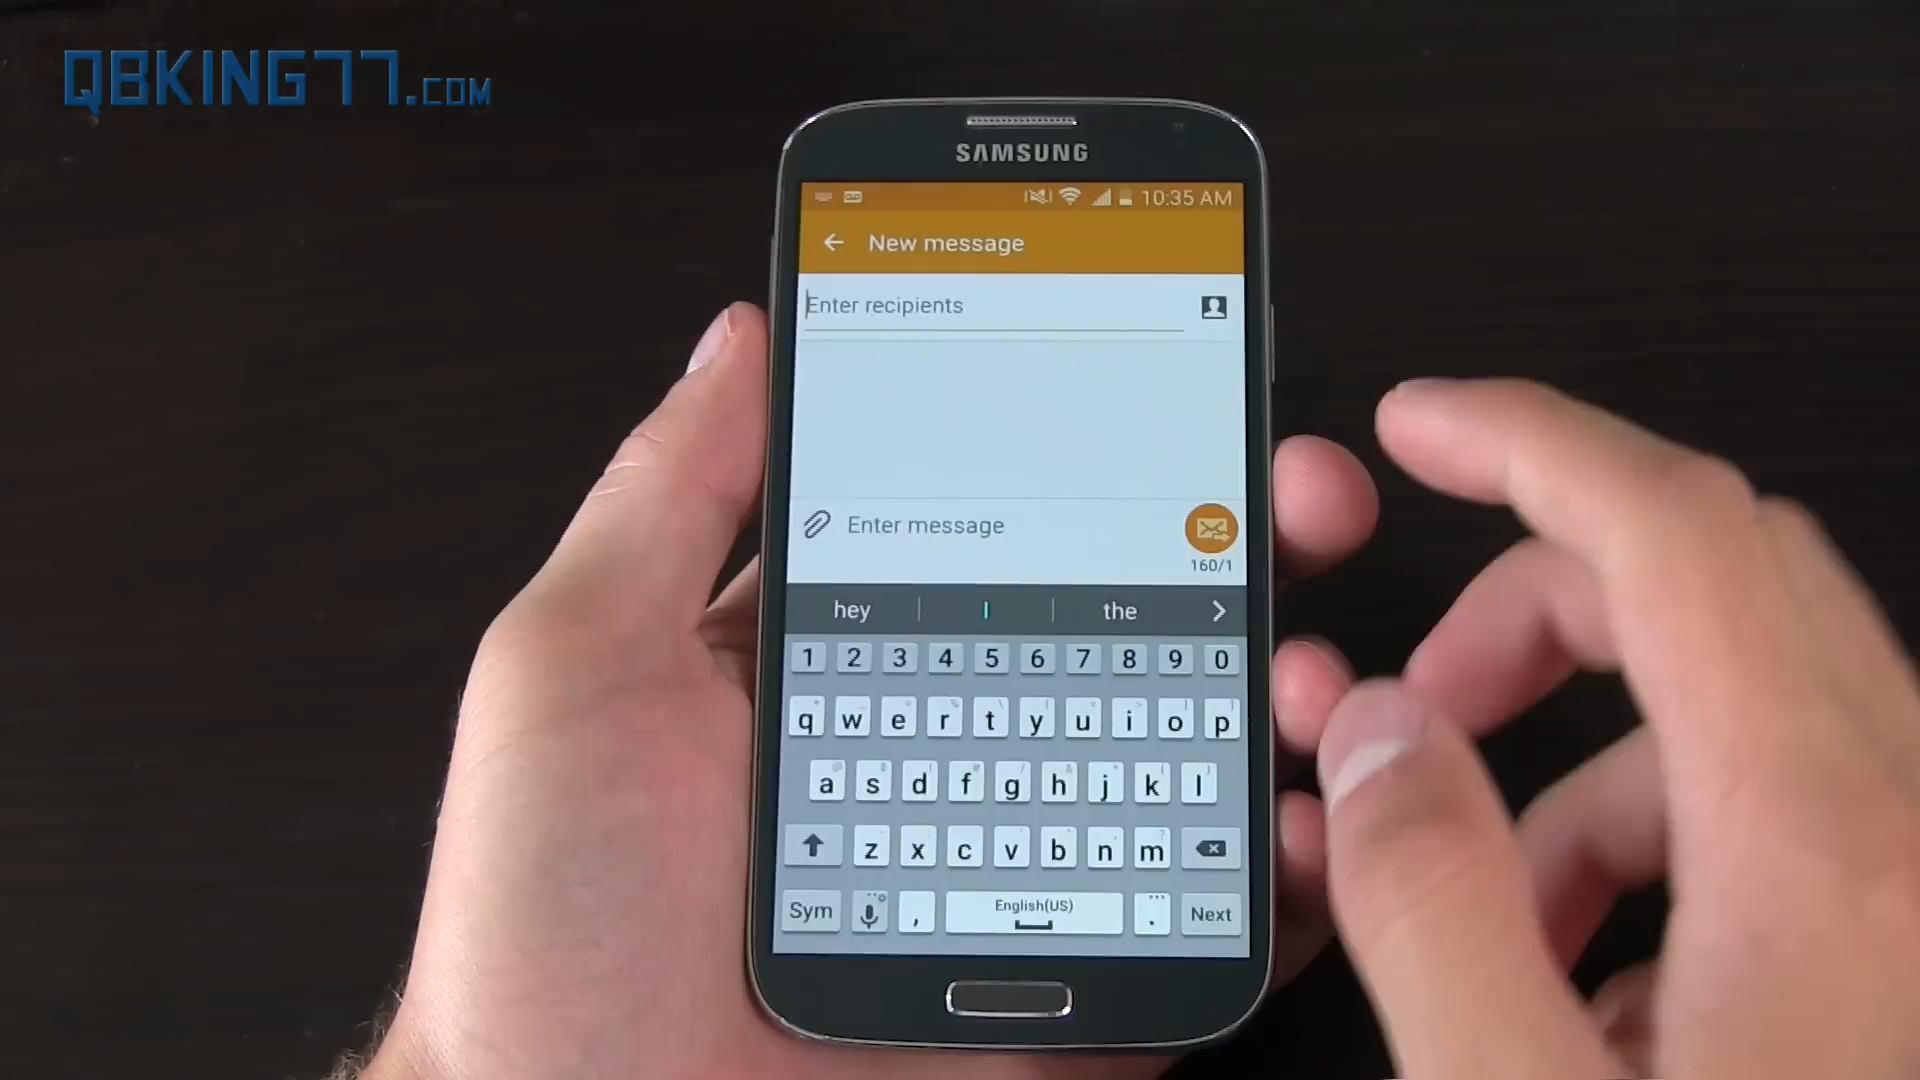 QBKING77.COM
SAMSUNG
10:35 AM
New message
Enter recipients
Enter message
160/1
hey I the
1 2 3 4 5 6 7 8 9 0
q w e r t y u i o p
a s d f g h j k l
z x c v b n m
Sym , English(US) . Next